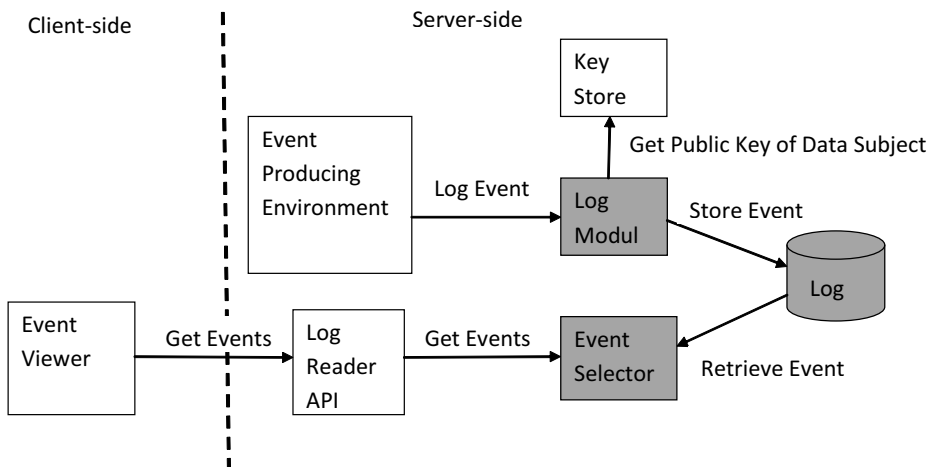 Client-side
Server-side
Key
Store
Event
Producing
Environment
Get Public Key of Data Subject
Log Event
Log
Modul
Store Event
Log
Event
Viewer
Get Events
Log
Reader
API
Get Events
Event
Selector
Retrieve Event